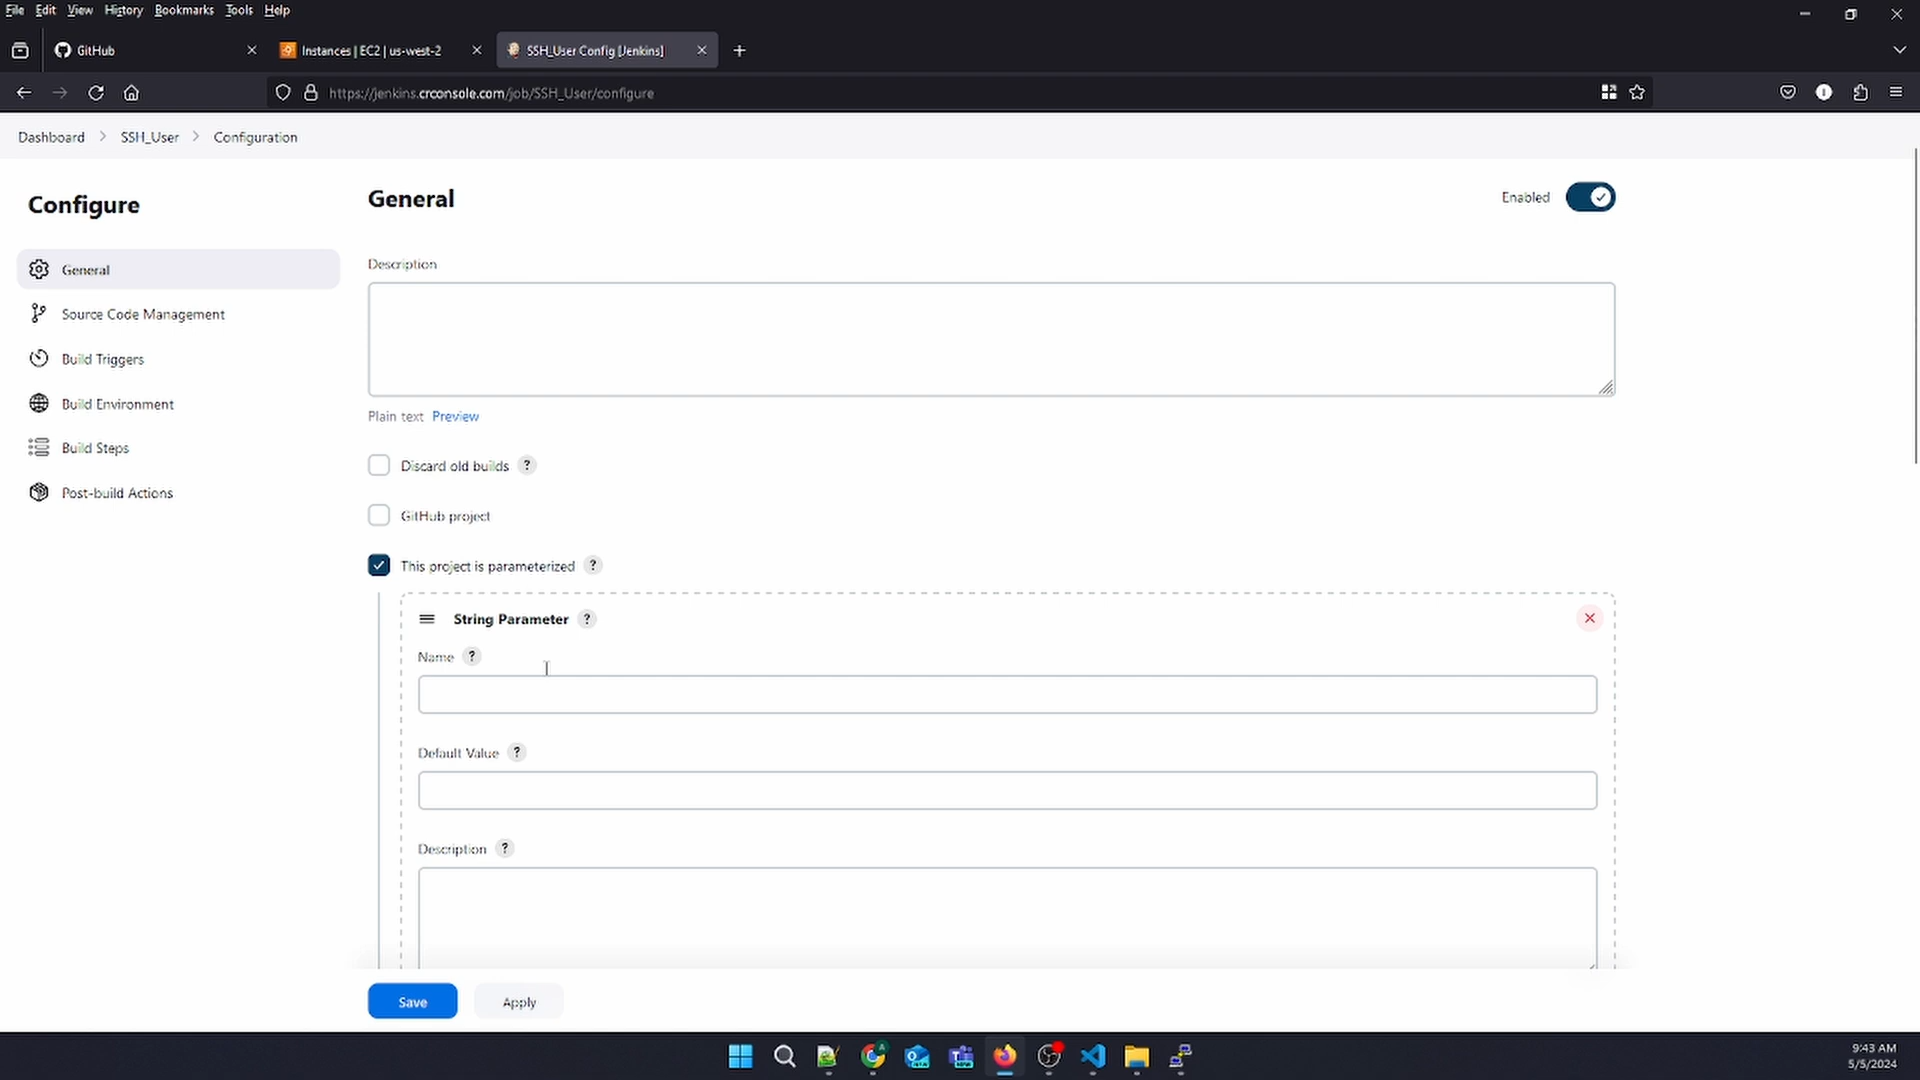 File Edit View History Bookmarks Tools Help
GitHub
Instances | EC2 | us-west-2
SSH_User Config [Jenkins]
https://jenkins.crconsole.com/job/SSH_User/configure
Dashboard
SSH_User
Configuration
Configure
General
Source Code Management
Build Triggers
Build Environment
Build Steps
Post-build Actions
General
Enabled
Description
Plain text Preview
Discard old builds ?
GitHub project
This project is parameterized ?
String Parameter ?
Name ?
Default Value ?
Description ?
Save
Apply
9:43 AM
5/5/2024